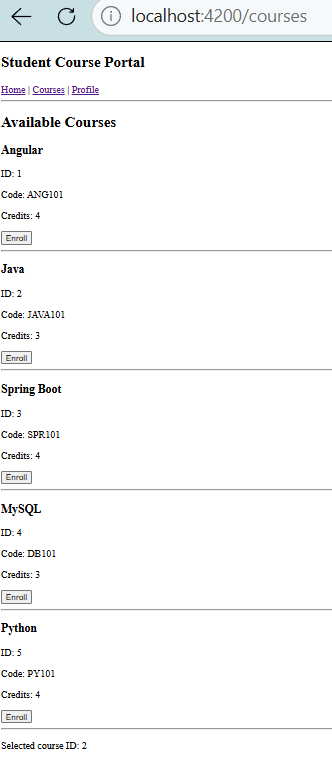 localhost:4200/courses
Student Course Portal
Home | Courses | Profile
Available Courses
Angular
ID: 1
Code: ANG101
Credits: 4
Enroll
Java
ID: 2
Code: JAVA101
Credits: 3
Enroll
Spring Boot
ID: 3
Code: SPR101
Credits: 4
Enroll
MySQL
ID: 4
Code: DB101
Credits: 3
Enroll
Python
ID: 5
Code: PY101
Credits: 4
Enroll
Selected course ID: 2